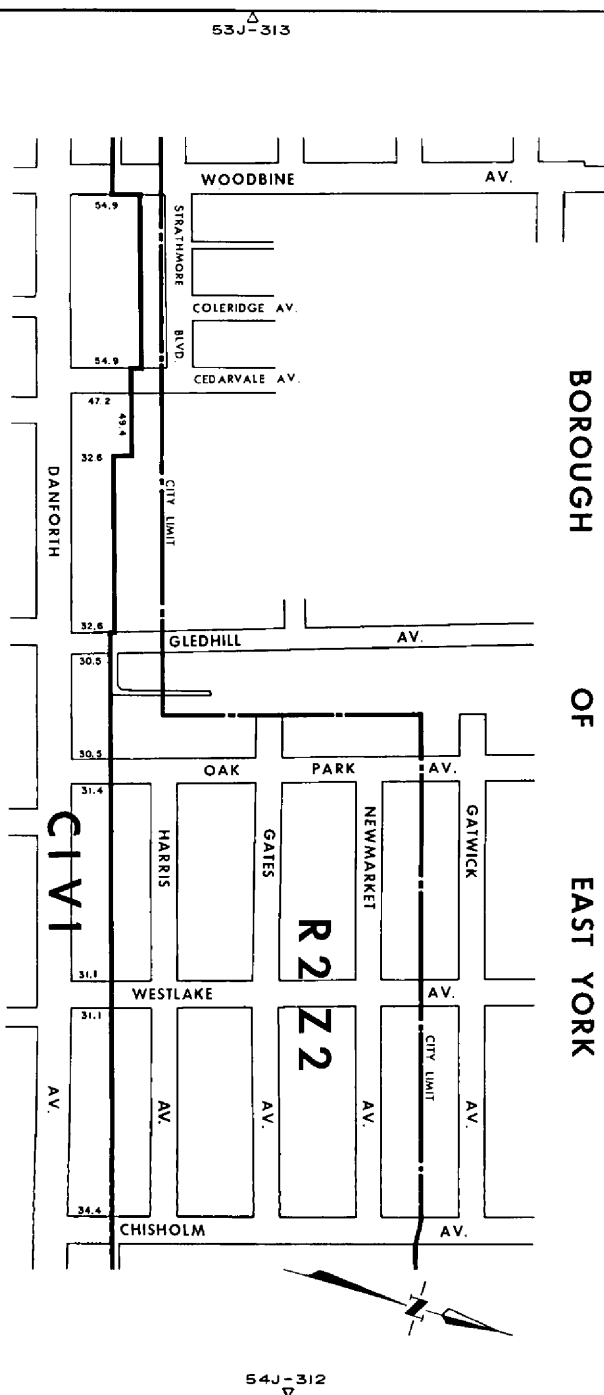 53J-313
WOODBINE AV.
54.9
STRATHMORE BLVD.
COLERIDGE AV.
54.9
CEDARVALE AV.
47.2
49.4
32.6
DANFORTH AV.
CITY LIMIT
BOROUGH OF EAST YORK
32.6
GLEDHILL AV.
30.5
30.5
OAK PARK AV.
31.4
C1 V1
HARRIS AV.
GATES AV.
NEWMARKET AV.
GATWICK AV.
R2 Z2
31.1
WESTLAKE AV.
31.1
CITY LIMIT
34.4
CHISHOLM AV.
N
54J-312